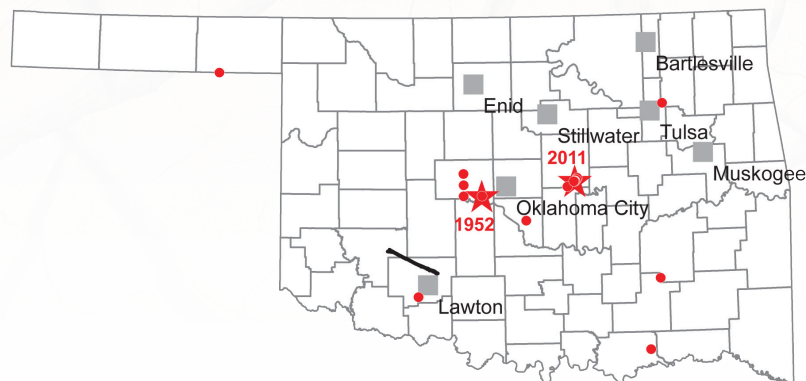 Bartlesville
Enid
Stillwater
Tulsa
2011
Muskogee
Oklahoma City
1952
Lawton